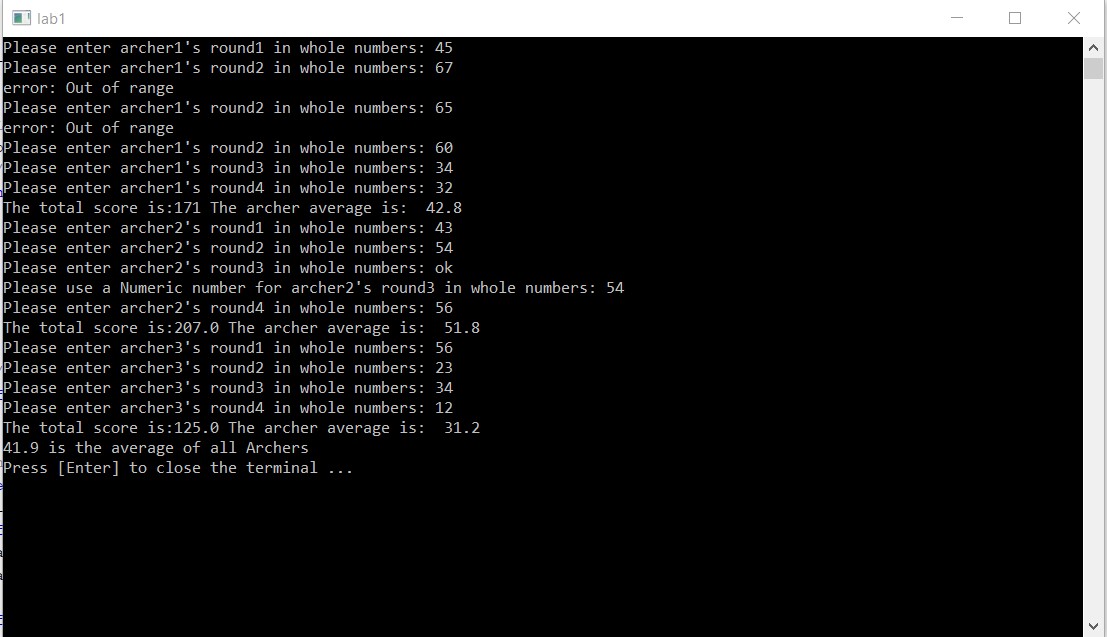 lab1
Please enter archer1's round1 in whole numbers: 45
Please enter archer1's round2 in whole numbers: 67
error: Out of range
Please enter archer1's round2 in whole numbers: 65
error: Out of range
Please enter archer1's round2 in whole numbers: 60
Please enter archer1's round3 in whole numbers: 34
Please enter archer1's round4 in whole numbers: 32
The total score is:171 The archer average is:  42.8
Please enter archer2's round1 in whole numbers: 43
Please enter archer2's round2 in whole numbers: 54
Please enter archer2's round3 in whole numbers: ok
Please use a Numeric number for archer2's round3 in whole numbers: 54
Please enter archer2's round4 in whole numbers: 56
The total score is:207.0 The archer average is:  51.8
Please enter archer3's round1 in whole numbers: 56
Please enter archer3's round2 in whole numbers: 23
Please enter archer3's round3 in whole numbers: 34
Please enter archer3's round4 in whole numbers: 12
The total score is:125.0 The archer average is:  31.2
41.9 is the average of all Archers
Press [Enter] to close the terminal ...